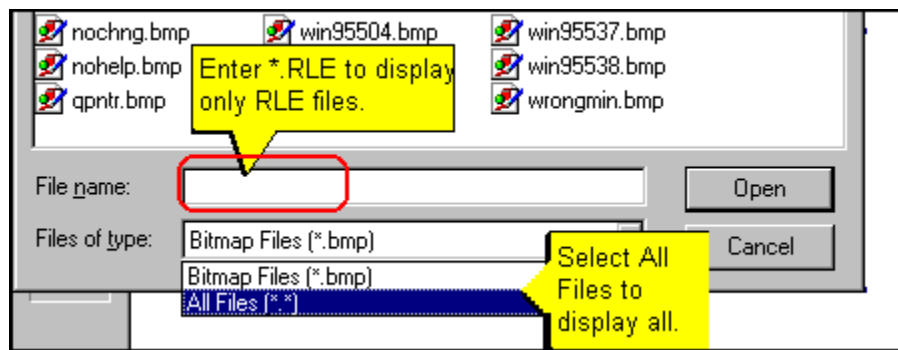 nochng.bmp
win95504.bmp
win95537.bmp
nohelp.bmp
win95538.bmp
qpntr.bmp
wrongmin.bmp
Enter *.RLE to display
only RLE files.
File name:
Open
Files of type:
Bitmap Files (*.bmp)
Cancel
Bitmap Files (*.bmp)
All Files (*.*)
Select All
Files to
display all.